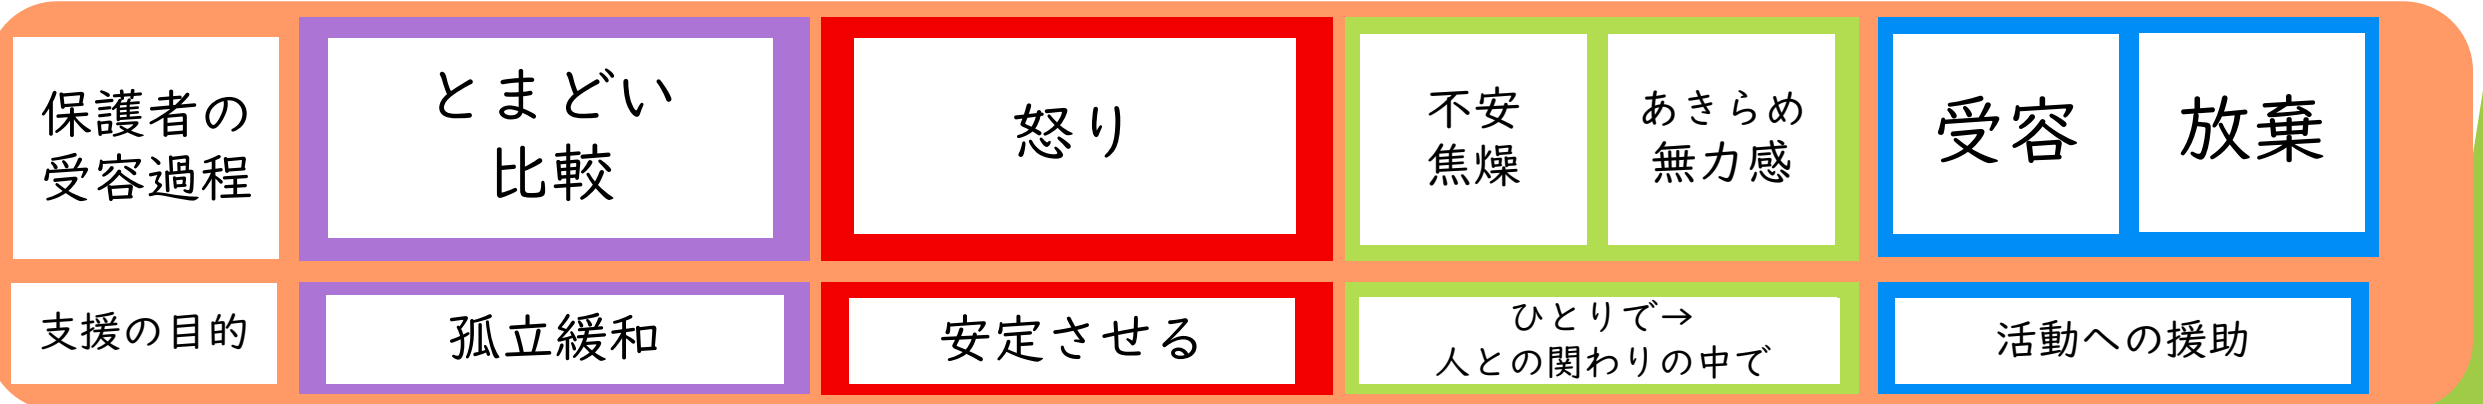 保護者の
受容過程
とまどい
比較
怒り
不安
焦燥
あきらめ
無力感
受容
放棄
支援の目的
孤立緩和
安定させる
ひとりで→
人との関わりの中で
活動への援助